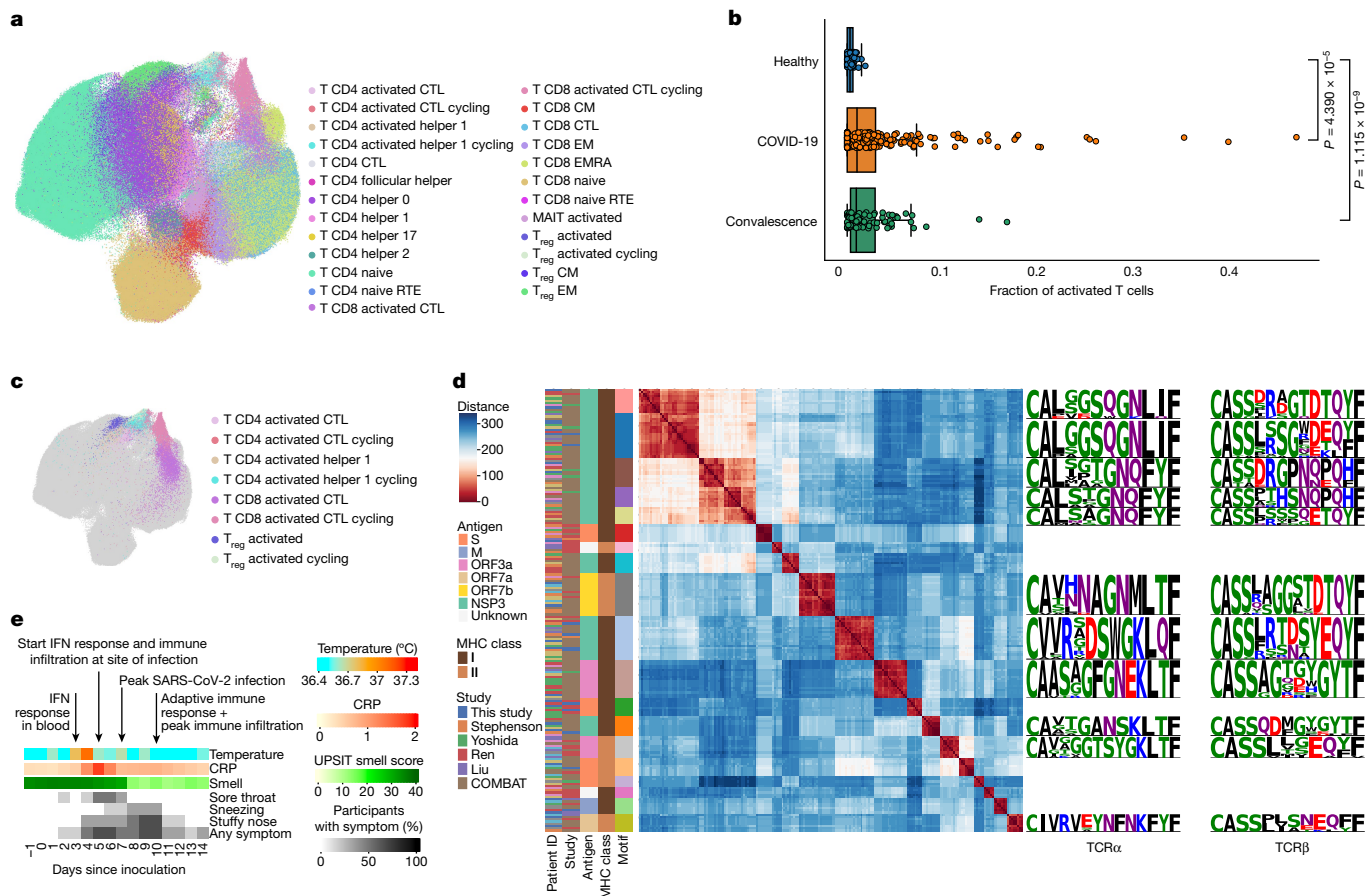 a
T CD4 activated CTL
T CD4 activated CTL cycling
T CD4 activated helper 1
T CD4 activated helper 1 cycling
T CD4 CTL
T CD4 follicular helper
T CD4 helper 0
T CD4 helper 1
T CD4 helper 17
T CD4 helper 2
T CD4 naive
T CD4 naive RTE
T CD8 activated CTL
T CD8 activated CTL cycling
T CD8 CM
T CD8 CTL
T CD8 EM
T CD8 EMRA
T CD8 naive
T CD8 naive RTE
MAIT activated
Treg activated
Treg activated cycling
Treg CM
Treg EM
b
Healthy
COVID-19
Convalescence
0 0.1 0.2 0.3 0.4
Fraction of activated T cells
P = 4.390 × 10−5
P = 1.115 × 10−9
c
T CD4 activated CTL
T CD4 activated CTL cycling
T CD4 activated helper 1
T CD4 activated helper 1 cycling
T CD8 activated CTL
T CD8 activated CTL cycling
Treg activated
Treg activated cycling
d
Distance
300
-200
-100
0
Antigen
S
M
ORF3a
ORF7a
ORF7b
NSP3
Unknown
MHC class
I
II
Study
This study
Stephenson
Yoshida
Ren
Liu
COMBAT
Patient ID
Study
Antigen
MHC class
Motif
TCRα
TCRβ
e
Start IFN response and immune
infiltration at site of infection
Peak SARS-CoV-2 infection
IFN
response
in blood
Adaptive immune
response +
peak immune infiltration
Temperature
CRP
Smell
Sore throat
Sneezing
Stuffy nose
Any symptom
−1 0 1 2 3 4 5 6 7 8 9 10 11 12 13 14
Days since inoculation
Temperature (°C)
36.4 36.7 37 37.3
CRP
0 1 2
UPSIT smell score
0 10 20 30 40
Participants
with symptom (%)
0 50 100